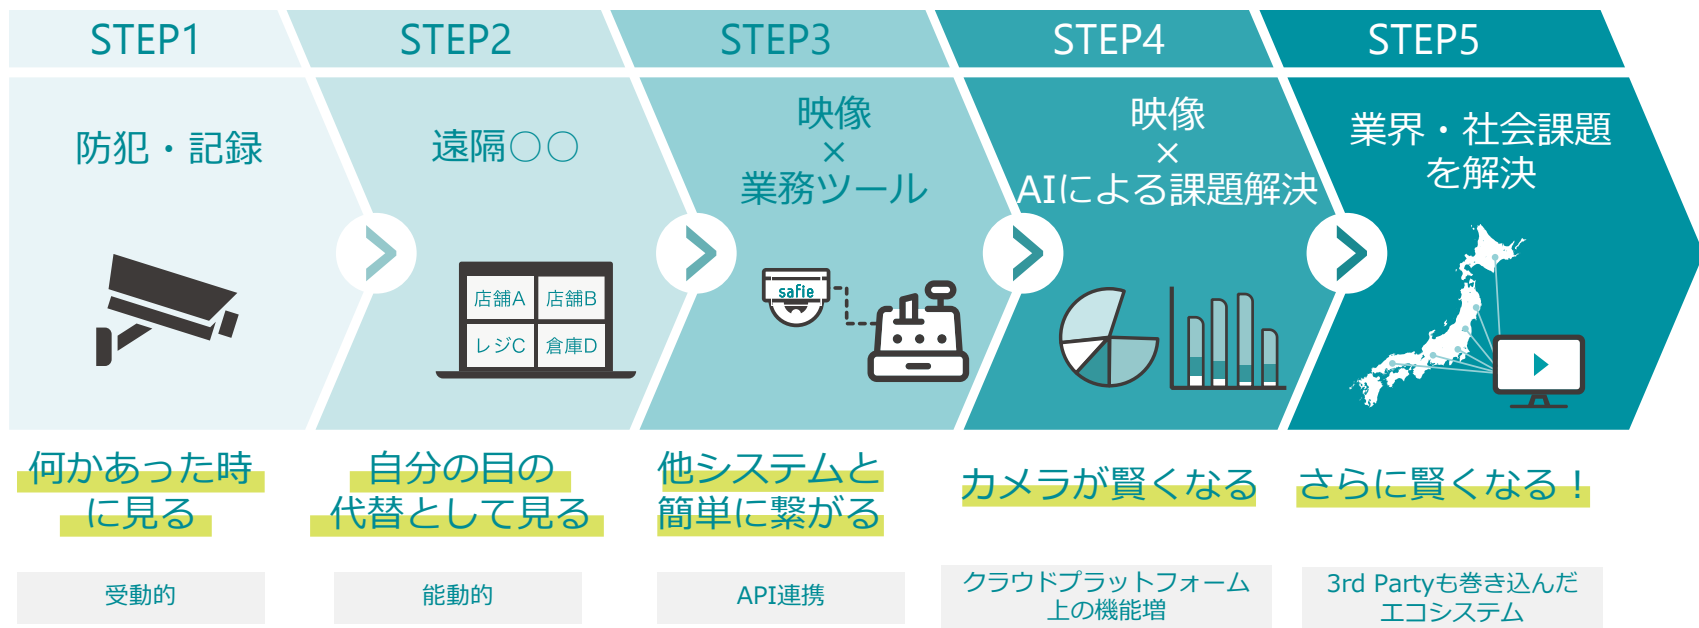 STEP1
STEP2
STEP3
STEP4
STEP5
防犯・記録
遠隔○○
店舗A
店舗B
レジC
倉庫D
映像
×
業務ツール
safie
映像
×
AIによる課題解決
業界・社会課題
を解決
何かあった時
に見る
自分の目の
代替として見る
他システムと
簡単に繋がる
カメラが賢くなる
さらに賢くなる！
受動的
能動的
API連携
クラウドプラットフォーム
上の機能増
3rd Partyも巻き込んだ
エコシステム